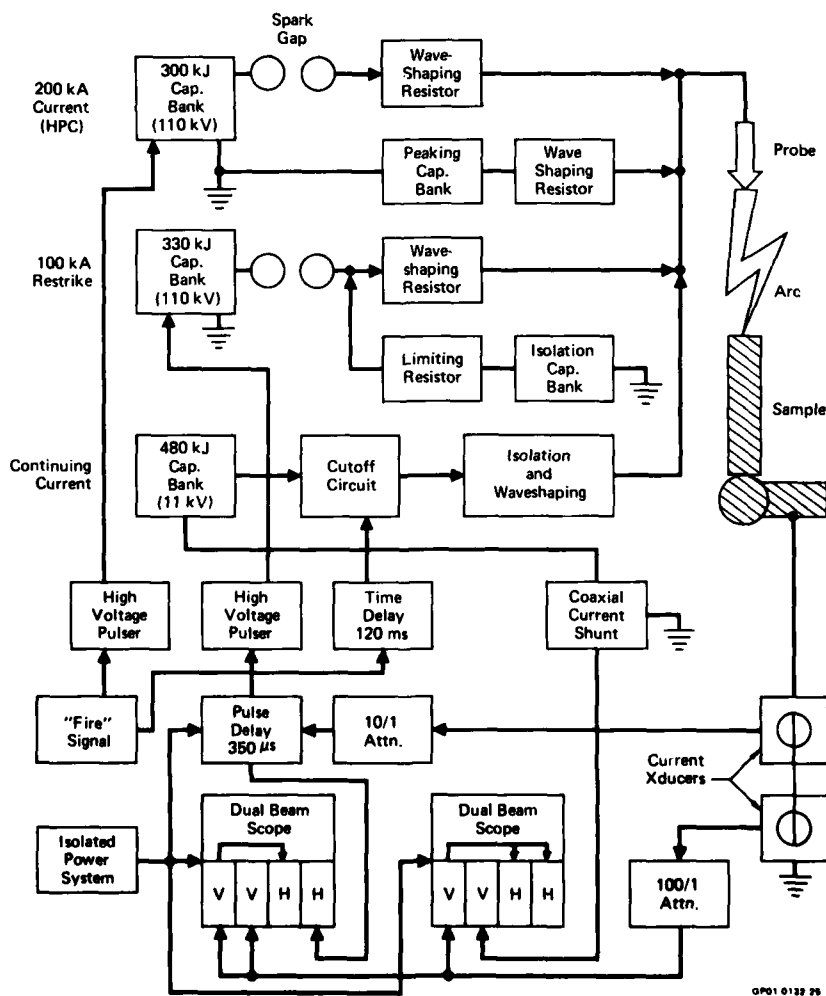 Spark
Gap
200 kA
Current
(HPC)
300 kJ
Cap.
Bank
(110 kV)
Wave-
Shaping
Resistor
Peaking
Cap.
Bank
Wave
Shaping
Resistor
Probe
100 kA
Restrike
330 kJ
Cap.
Bank
(110 kV)
Wave-
shaping
Resistor
Arc
Limiting
Resistor
Isolation
Cap.
Bank
Sample
Continuing
Current
480 kJ
Cap.
Bank
(11 kV)
Cutoff
Circuit
Isolation
and
Waveshaping
High
Voltage
Pulser
High
Voltage
Pulser
Time
Delay
120 ms
Coaxial
Current
Shunt
"Fire"
Signal
Pulse
Delay
350 μs
10/1
Attn.
Current
Xducers
Isolated
Power
System
Dual Beam
Scope
V V H H
Dual Beam
Scope
V V H H
100/1
Attn.
GP01 0132 25